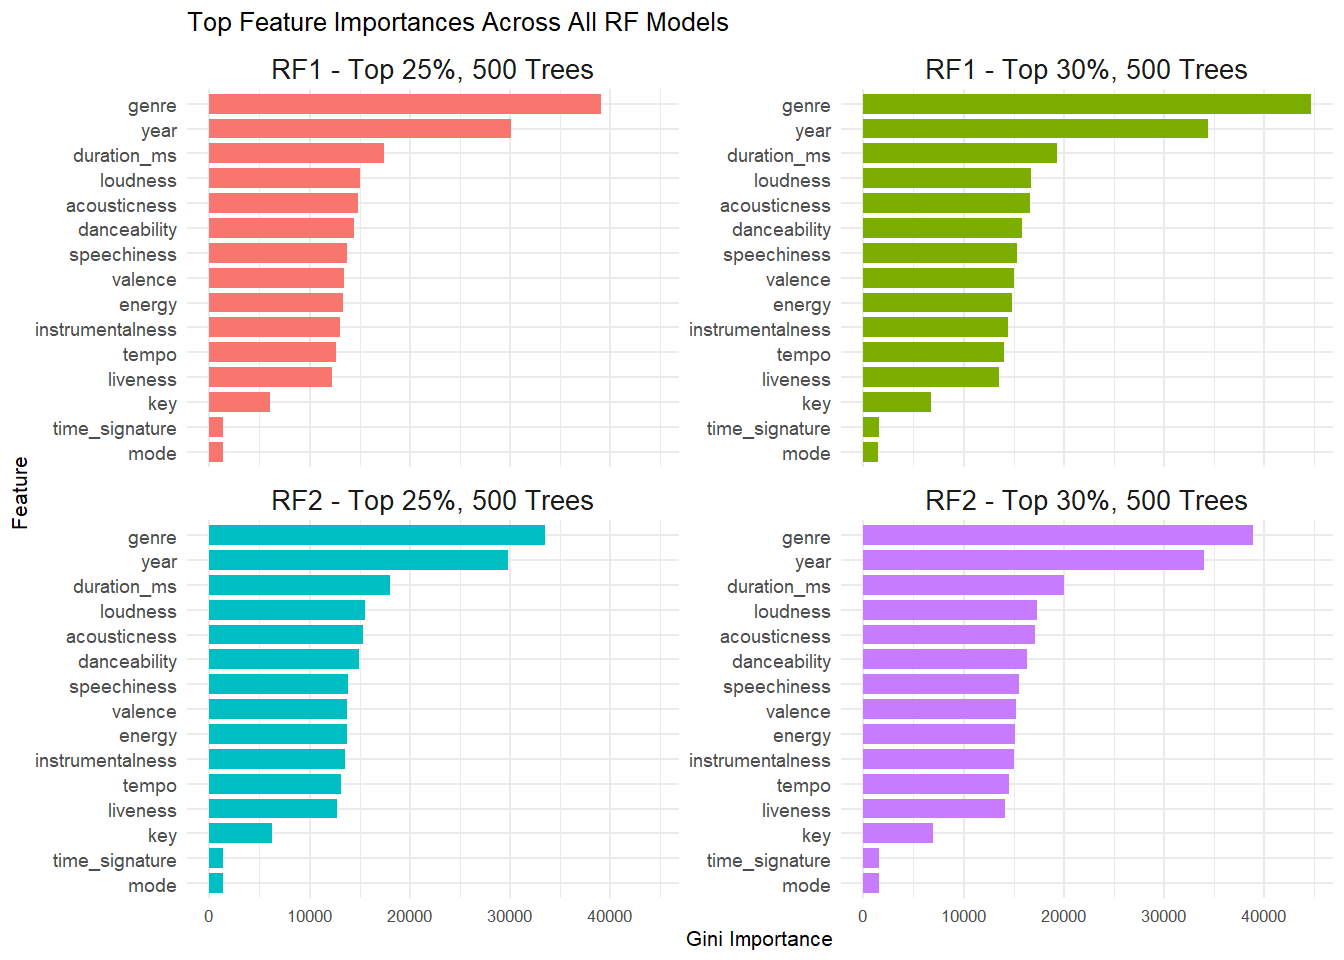 Top Feature Importances Across All RF Models
RF1 - Top 25%, 500 Trees
genre
year
duration_ms
loudness
acousticness
danceability
speechiness
valence
energy
instrumentalness
tempo
liveness
key
time_signature
mode
RF1 - Top 30%, 500 Trees
genre
year
duration_ms
loudness
acousticness
danceability
speechiness
valence
energy
instrumentalness
tempo
liveness
key
time_signature
mode
Feature
RF2 - Top 25%, 500 Trees
genre
year
duration_ms
loudness
acousticness
danceability
speechiness
valence
energy
instrumentalness
tempo
liveness
key
time_signature
mode
0 10000 20000 30000 40000
RF2 - Top 30%, 500 Trees
genre
year
duration_ms
loudness
acousticness
danceability
speechiness
valence
energy
instrumentalness
tempo
liveness
key
time_signature
mode
0 10000 20000 30000 40000
Gini Importance